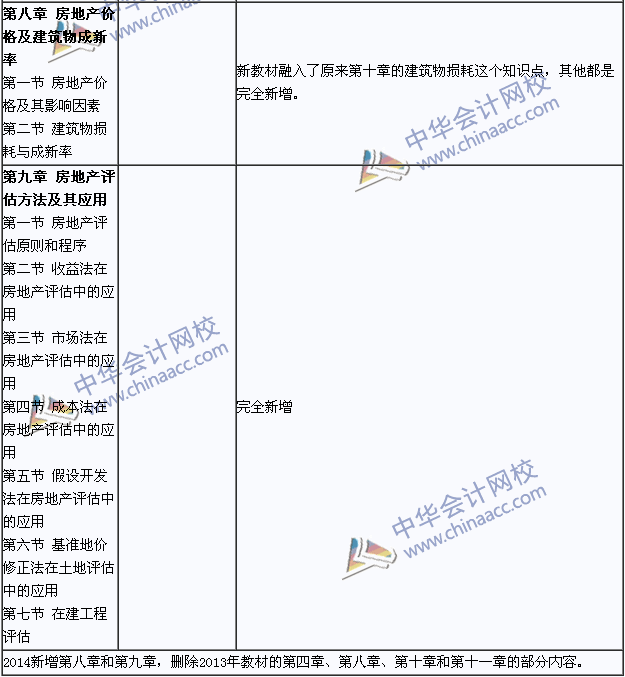 第八章 房地产价
格及建筑物成新
率
第一节 房地产价
格及其影响因素
第二节 建筑物损
耗与成新率
新教材融入了原来第十章的建筑物损耗这个知识点，其他都是
完全新增。
中华会计网校
www.chinaacc.com
第九章 房地产评
估方法及其应用
第一节 房地产评
估原则和程序
第二节 收益法在
房地产评估中的应
用
第三节 市场法在
房地产评估中的应
用
第四节 成本法在
房地产评估中的应
用
第五节 假设开发
法在房地产评估中
的应用
第六节 基准地价
修正法在土地评估
中的应用
第七节 在建工程
评估
完全新增
中华会计网校
www.chinaacc.com
中华会计网校
www.chinaacc.com
2014新增第八章和第九章，删除2013年教材的第四章、第八章、第十章和第十一章的部分内容。